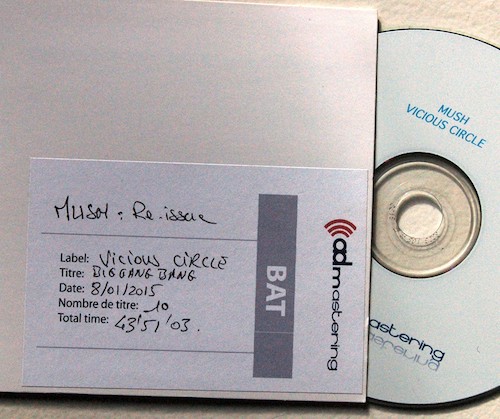 MUSH : Re-issue
Label: Vicious CIRCLE
Titre: BIG GANG BANG
Date: 8/01/2015
Nombre de titre: 10
Total time: 43'51'03.
BAT
admastering
MUSH
VICIOUS CIRCLE
astering